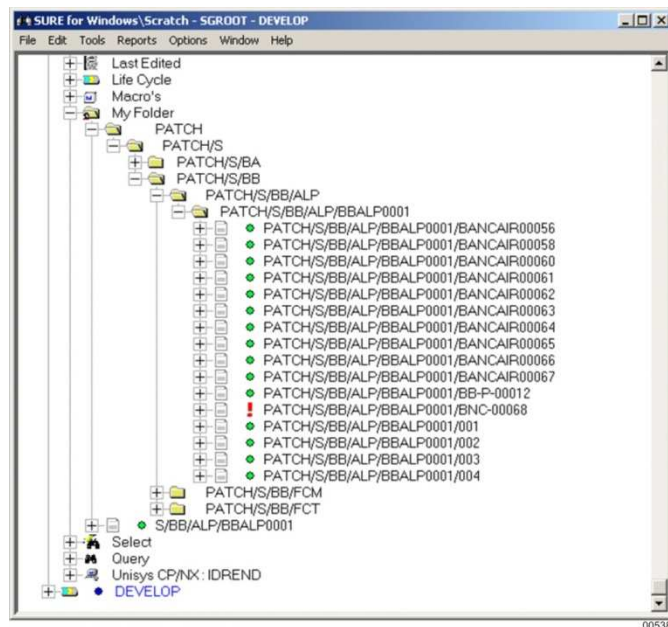 SURE for Windows\Scratch - SGROOT - DEVELOP
File Edit Tools Reports Options Window Help
Last Edited
Life Cycle
Macro's
My Folder
PATCH
PATCH/S
PATCH/S/BA
PATCH/S/BB
PATCH/S/BB/ALP
PATCH/S/BB/ALP/BBALP0001
PATCH/S/BB/ALP/BBALP0001/BANCAIR00056
PATCH/S/BB/ALP/BBALP0001/BANCAIR00058
PATCH/S/BB/ALP/BBALP0001/BANCAIR00060
PATCH/S/BB/ALP/BBALP0001/BANCAIR00061
PATCH/S/BB/ALP/BBALP0001/BANCAIR00062
PATCH/S/BB/ALP/BBALP0001/BANCAIR00063
PATCH/S/BB/ALP/BBALP0001/BANCAIR00064
PATCH/S/BB/ALP/BBALP0001/BANCAIR00065
PATCH/S/BB/ALP/BBALP0001/BANCAIR00066
PATCH/S/BB/ALP/BBALP0001/BANCAIR00067
PATCH/S/BB/ALP/BBALP0001/BB-P-00012
PATCH/S/BB/ALP/BBALP0001/BNC-00068
PATCH/S/BB/ALP/BBALP0001/001
PATCH/S/BB/ALP/BBALP0001/002
PATCH/S/BB/ALP/BBALP0001/003
PATCH/S/BB/ALP/BBALP0001/004
PATCH/S/BB/FCM
PATCH/S/BB/FCT
S/BB/ALP/BBALP0001
Select
Query
Unisys CP/NX: IDREND
DEVELOP